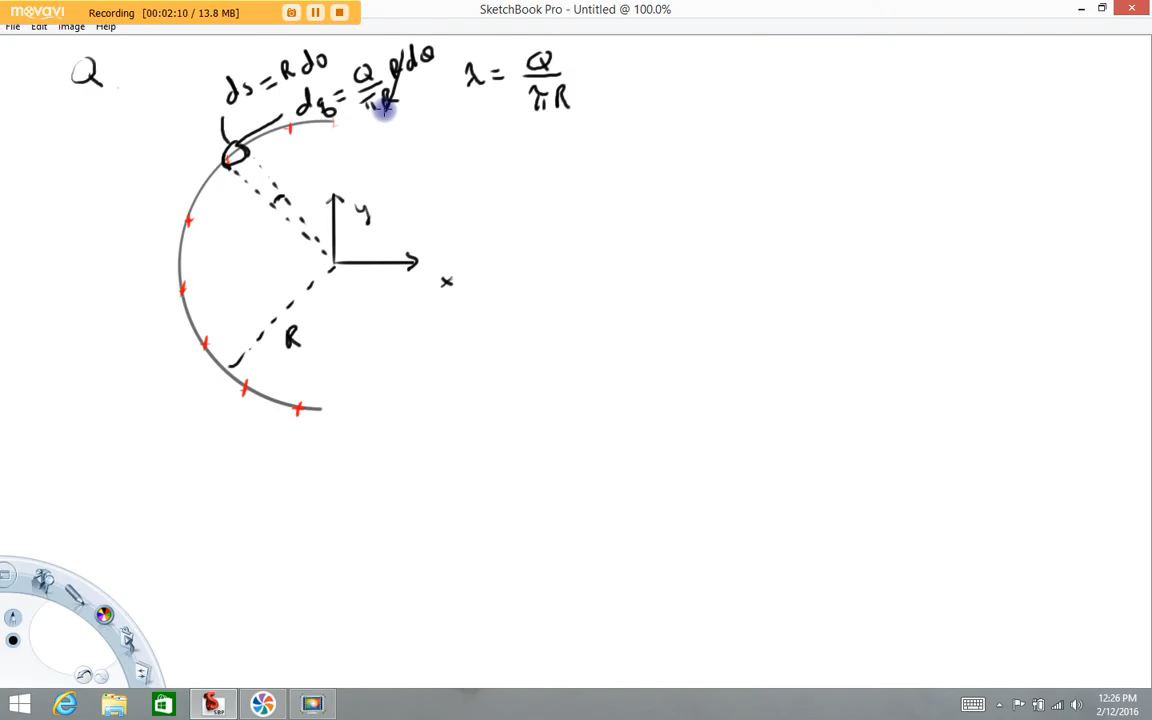 movavi
Recording [00:02:10 / 13.8 MB]
SketchBook Pro - Untitled @ 100.0%
File Edit Image Help
Q
ds = R dθ
dq = Q/πR R dθ
λ = Q/πR
y
x
R
12:26 PM
2/12/2016